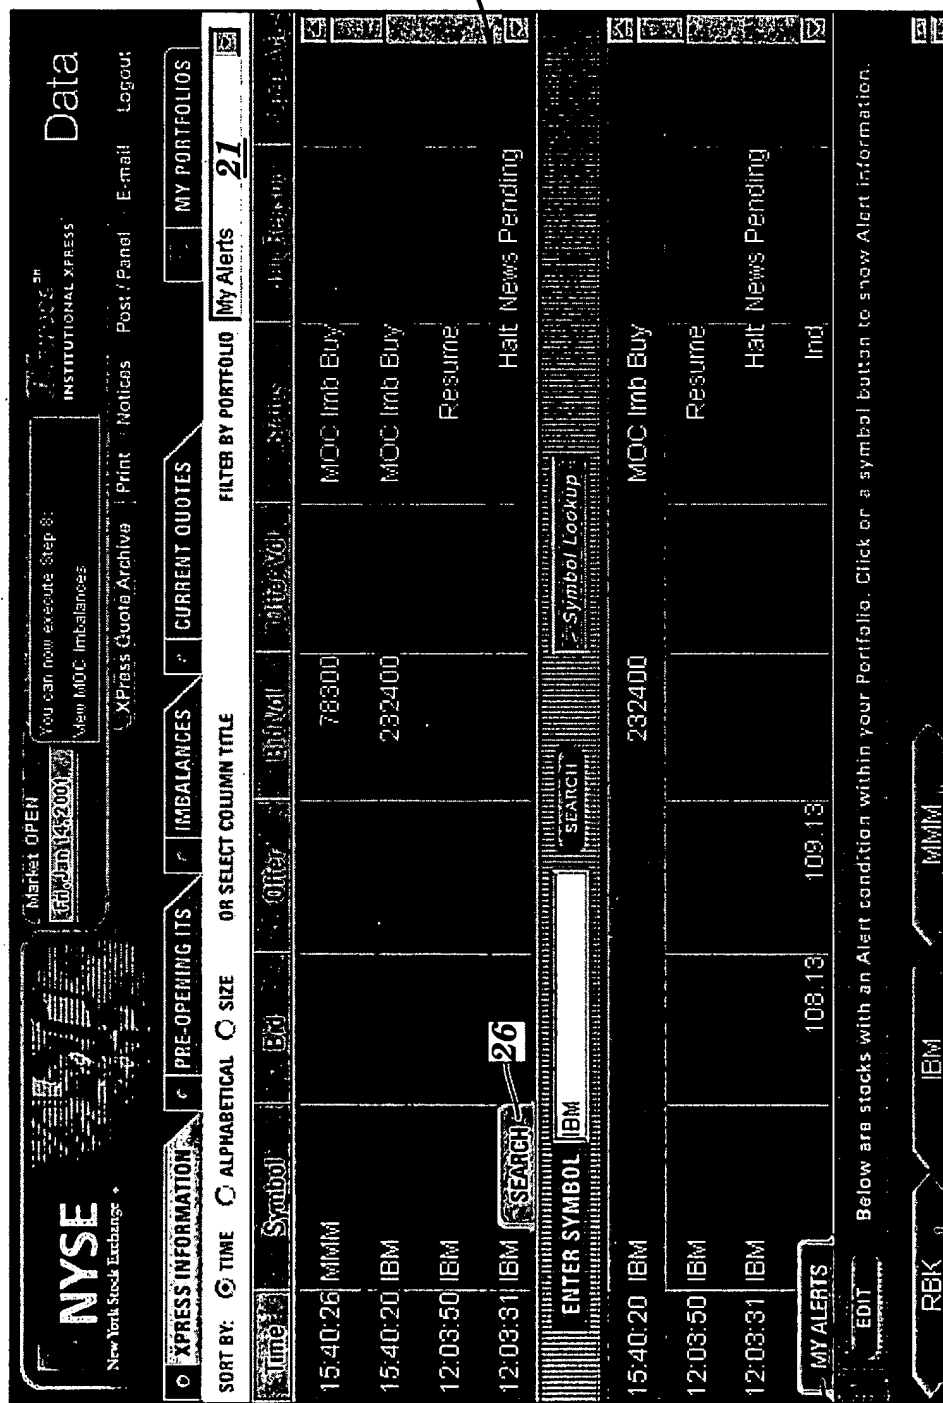 NYSE
New York Stock Exchange
Market OPEN
Fri, Jan 14, 2001
You can now execute Step 8:
View MOC Imbalances
INSTITUTIONAL XPRESS
Data
XPress Quote Archive Print Notices Post / Panel E-mail Logout
XPRESS INFORMATION PRE-OPENING ITS IMBALANCES CURRENT QUOTES MY PORTFOLIOS
SORT BY: TIME ALPHABETICAL SIZE OR SELECT COLUMN TITLE FILTER BY PORTFOLIO My Alerts 21
Time Symbol Bid Offer Bid Vol Offer Vol Status
15:40:26 MMM 78300 MOC Imb Buy
15:40:20 IBM 232400 MOC Imb Buy
12:03:50 IBM Resume
12:03:31 IBM Halt News Pending
SEARCH 26
ENTER SYMBOL IBM SEARCH Symbol Lookup
15:40:20 IBM 232400 MOC Imb Buy
12:03:50 IBM Resume
12:03:31 IBM Halt News Pending
108.13 109.13 Ind
MY ALERTS
EDIT Below are stocks with an Alert condition within your Portfolio. Click on a symbol button to show Alert information.
RBK IBM MMM